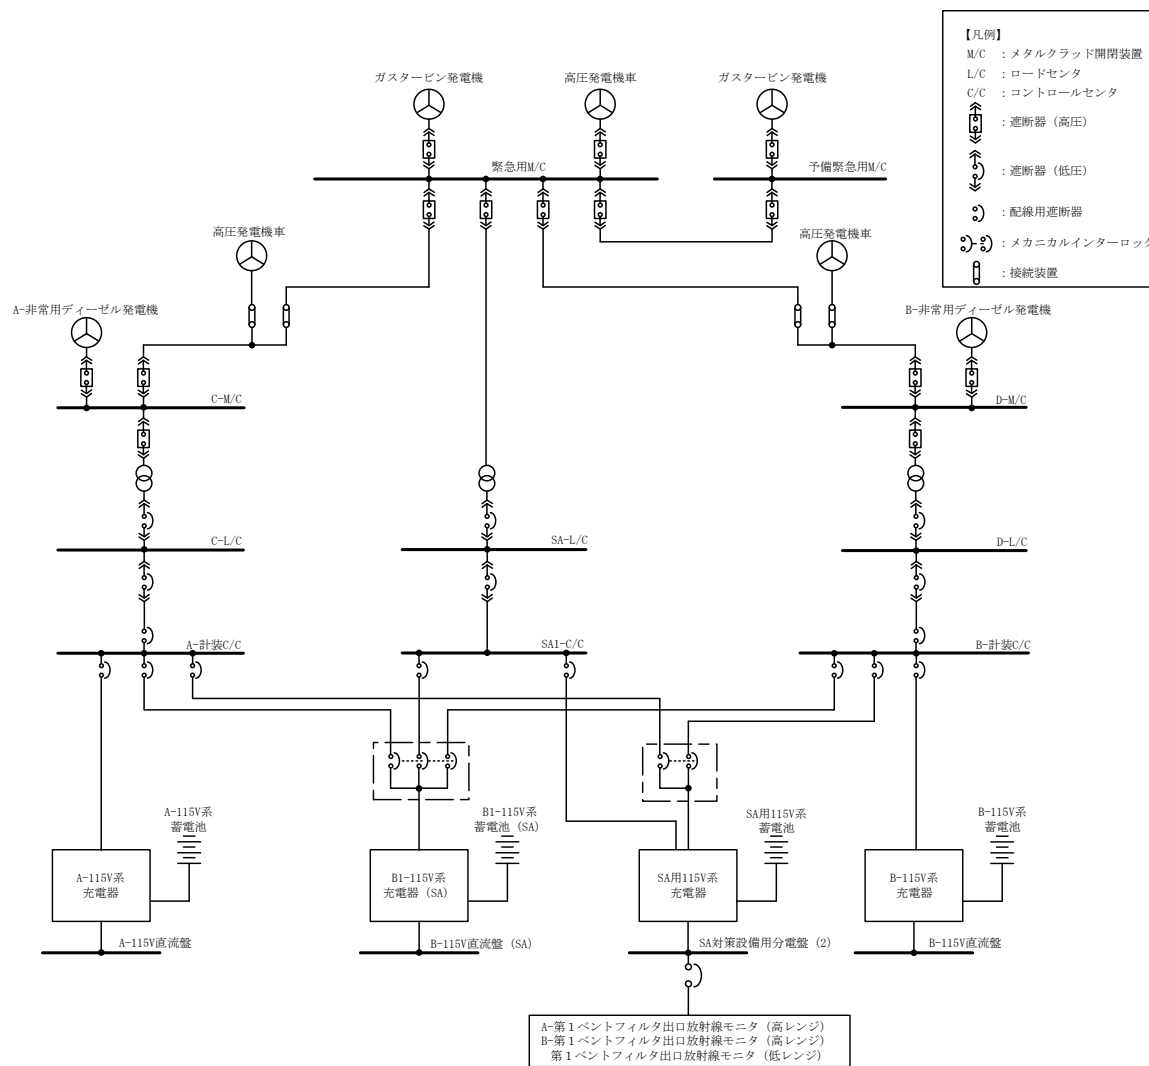 【凡例】
M/C ：メタルクラッド開閉装置
L/C ：ロードセンタ
C/C ：コントロールセンタ
：遮断器（高圧）
：遮断器（低圧）
：配線用遮断器
：メカニカルインターロック
：接続装置
ガスタービン発電機
高圧発電機車
ガスタービン発電機
緊急用M/C
予備緊急用M/C
高圧発電機車
高圧発電機車
A-非常用ディーゼル発電機
B-非常用ディーゼル発電機
C-M/C
D-M/C
C-L/C
SA-L/C
D-L/C
A-計装C/C
SA1-C/C
B-計装C/C
A-115V系
蓄電池
B1-115V系
蓄電池（SA）
SA用115V系
蓄電池
B-115V系
蓄電池
A-115V系
充電器
B1-115V系
充電器（SA）
SA用115V系
充電器
B-115V系
充電器
A-115V直流盤
B-115V直流盤（SA）
SA対策設備用分電盤（2）
B-115V直流盤
A-第１ベントフィルタ出口放射線モニタ（高レンジ）
B-第１ベントフィルタ出口放射線モニタ（高レンジ）
第１ベントフィルタ出口放射線モニタ（低レンジ）